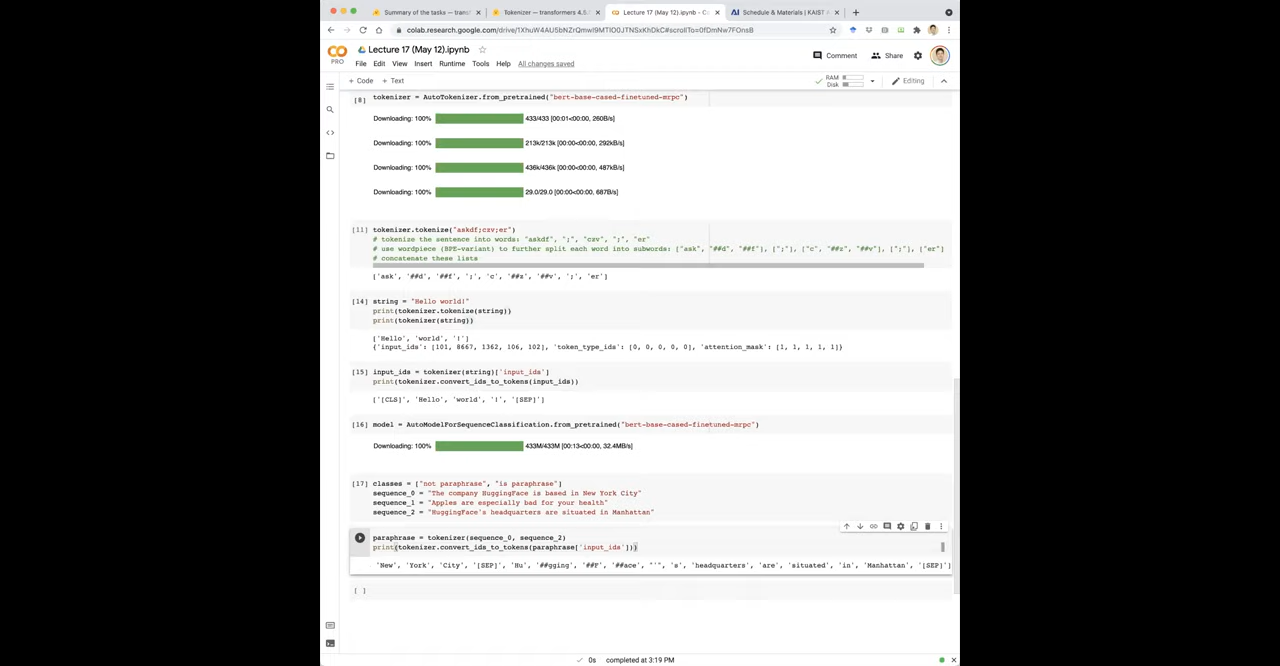 Summary of the tasks — trans
Tokenizer — transformers 4.5.
Lecture 17 (May 12).ipynb - Co
Schedule & Materials | KAIST
colab.research.google.com/drive/1XhuW4AU5bNZrQmwI9MTIO0JTNSxKhDkC#scrollTo=0fDmNw7FOnsB
PRO
Lecture 17 (May 12).ipynb
Comment
Share
File Edit View Insert Runtime Tools Help All changes saved
+ Code + Text
RAM
Disk
Editing
[8]
tokenizer = AutoTokenizer.from_pretrained("bert-base-cased-finetuned-mrpc")
Downloading: 100% 433/433 [00:01<00:00, 260B/s]
Downloading: 100% 213k/213k [00:00<00:00, 292kB/s]
Downloading: 100% 436k/436k [00:00<00:00, 487kB/s]
Downloading: 100% 29.0/29.0 [00:00<00:00, 687B/s]
[11] tokenizer.tokenize("askdf;czv;er")
# tokenize the sentence into words: "askdf", ";", "czv", ";", "er"
# use wordpiece (BPE-variant) to further split each word into subwords: ["ask", "##d", "##f"], [";"], ["c", "##z", "##v"], [";"], ["er"]
# concatenate these lists
['ask', '##d', '##f', ';', 'c', '##z', '##v', ';', 'er']
[14] string = "Hello world!"
print(tokenizer.tokenize(string))
print(tokenizer(string))
['Hello', 'world', '!']
{'input_ids': [101, 8667, 1362, 106, 102], 'token_type_ids': [0, 0, 0, 0, 0], 'attention_mask': [1, 1, 1, 1, 1]}
[15] input_ids = tokenizer(string)['input_ids']
print(tokenizer.convert_ids_to_tokens(input_ids))
['[CLS]', 'Hello', 'world', '!', '[SEP]']
[16] model = AutoModelForSequenceClassification.from_pretrained("bert-base-cased-finetuned-mrpc")
Downloading: 100% 433M/433M [00:13<00:00, 32.4MB/s]
[17] classes = ["not paraphrase", "is paraphrase"]
sequence_0 = "The company HuggingFace is based in New York City"
sequence_1 = "Apples are especially bad for your health"
sequence_2 = "HuggingFace's headquarters are situated in Manhattan"
paraphrase = tokenizer(sequence_0, sequence_2)
print(tokenizer.convert_ids_to_tokens(paraphrase['input_ids']))
'New', 'York', 'City', '[SEP]', 'Hu', '##gging', '##F', '##ace', "'", 's', 'headquarters', 'are', 'situated', 'in', 'Manhattan', '[SEP]']
[ ]
0s completed at 3:19 PM